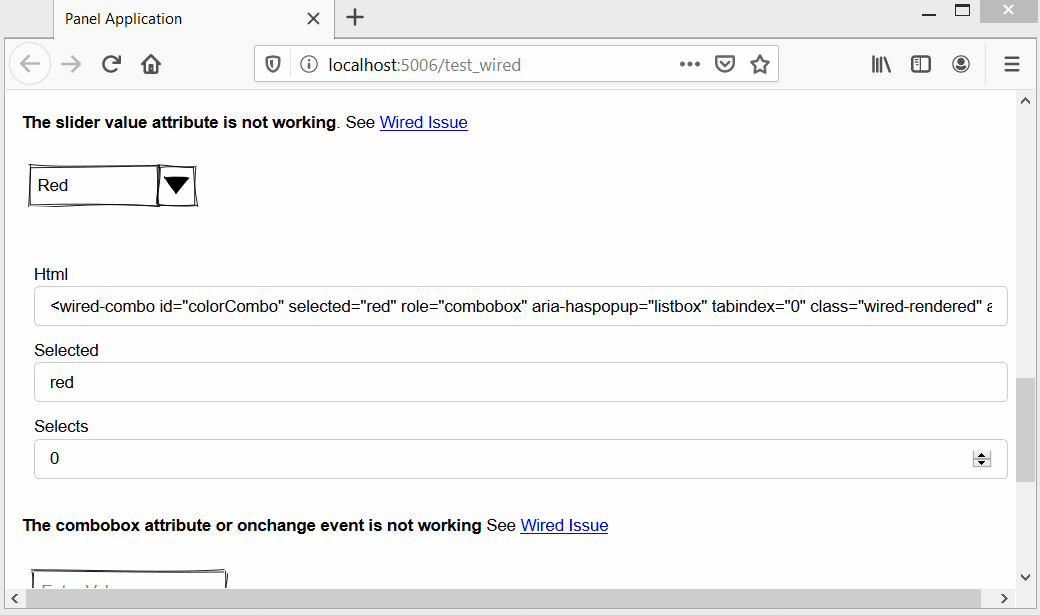 Panel Application
localhost:5006/test_wired
The slider value attribute is not working. See Wired Issue
Red
Html
<wired-combo id="colorCombo" selected="red" role="combobox" aria-haspopup="listbox" tabindex="0" class="wired-rendered" a
Selected
red
Selects
0
The combobox attribute or onchange event is not working See Wired Issue